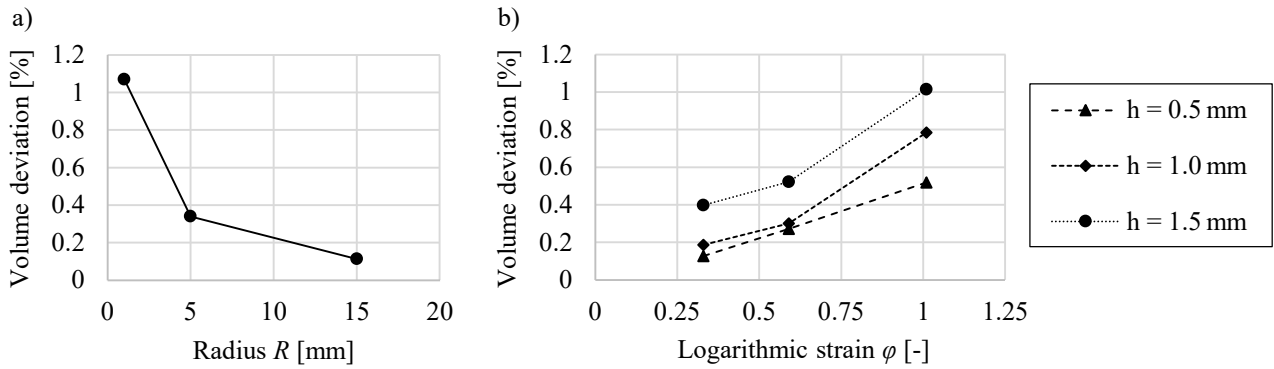 a)
Volume deviation [%]
1.2
1
0.8
0.6
0.4
0.2
0
0 5 10 15 20
Radius R [mm]
b)
Volume deviation [%]
1.2
1
0.8
0.6
0.4
0.2
0
0 0.25 0.5 0.75 1 1.25
Logarithmic strain φ [-]
h = 0.5 mm
h = 1.0 mm
h = 1.5 mm